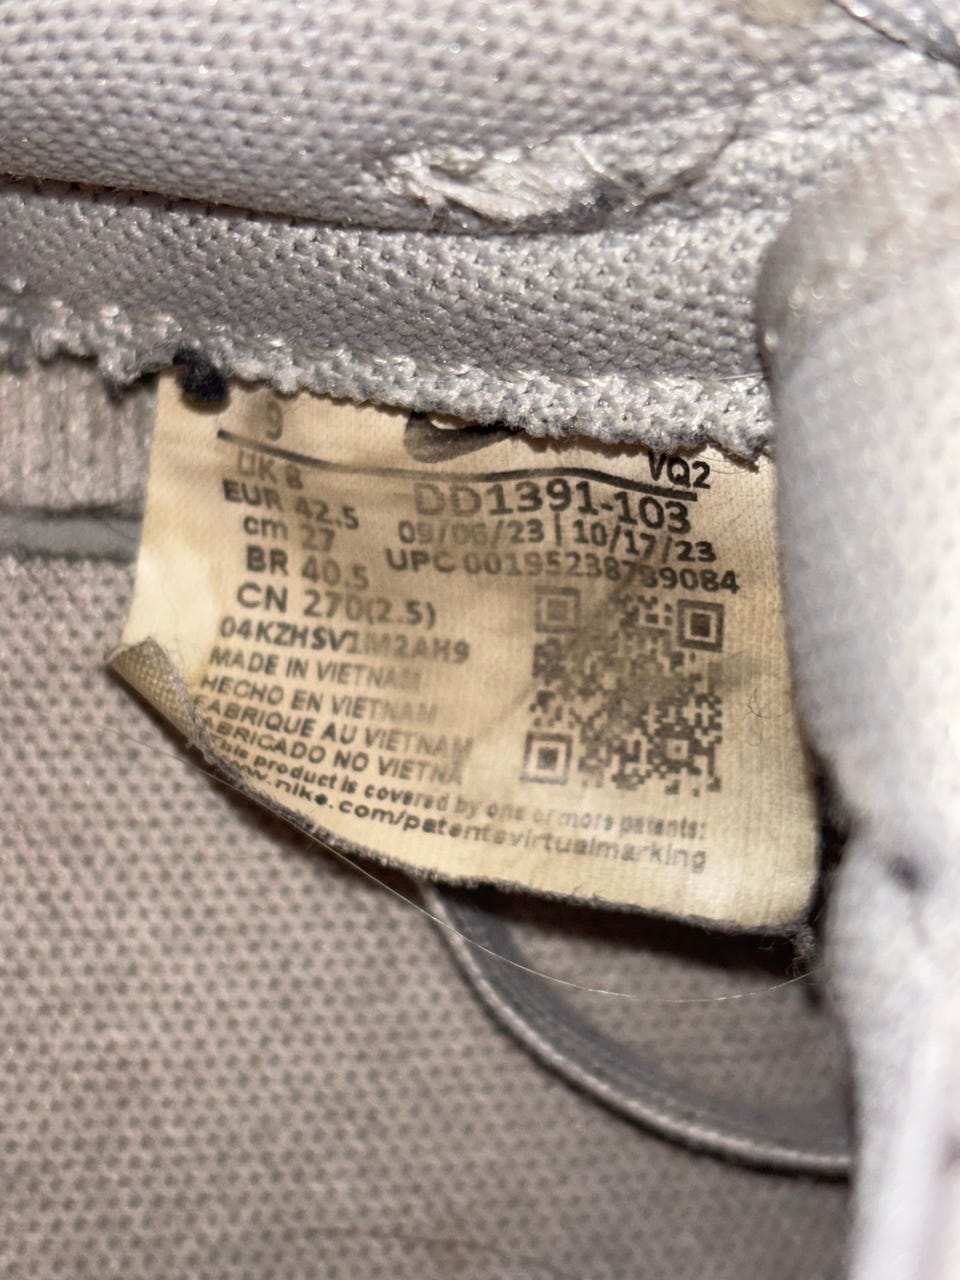 9
VQ2
UK 8
EUR 42.5
cm 27
BR 40.5
CN 270(2.5)
DD1391-103
09/08/23 | 10/17/23
UPC 00195238789084
04KZHSV1M2AH9
MADE IN VIETNAM
HECHO EN VIETNAM
FABRIQUE AU VIETNAM
FABRICADO NO VIETNA
This product is covered by one or more patents:
www.nike.com/patentsvirtualmarking